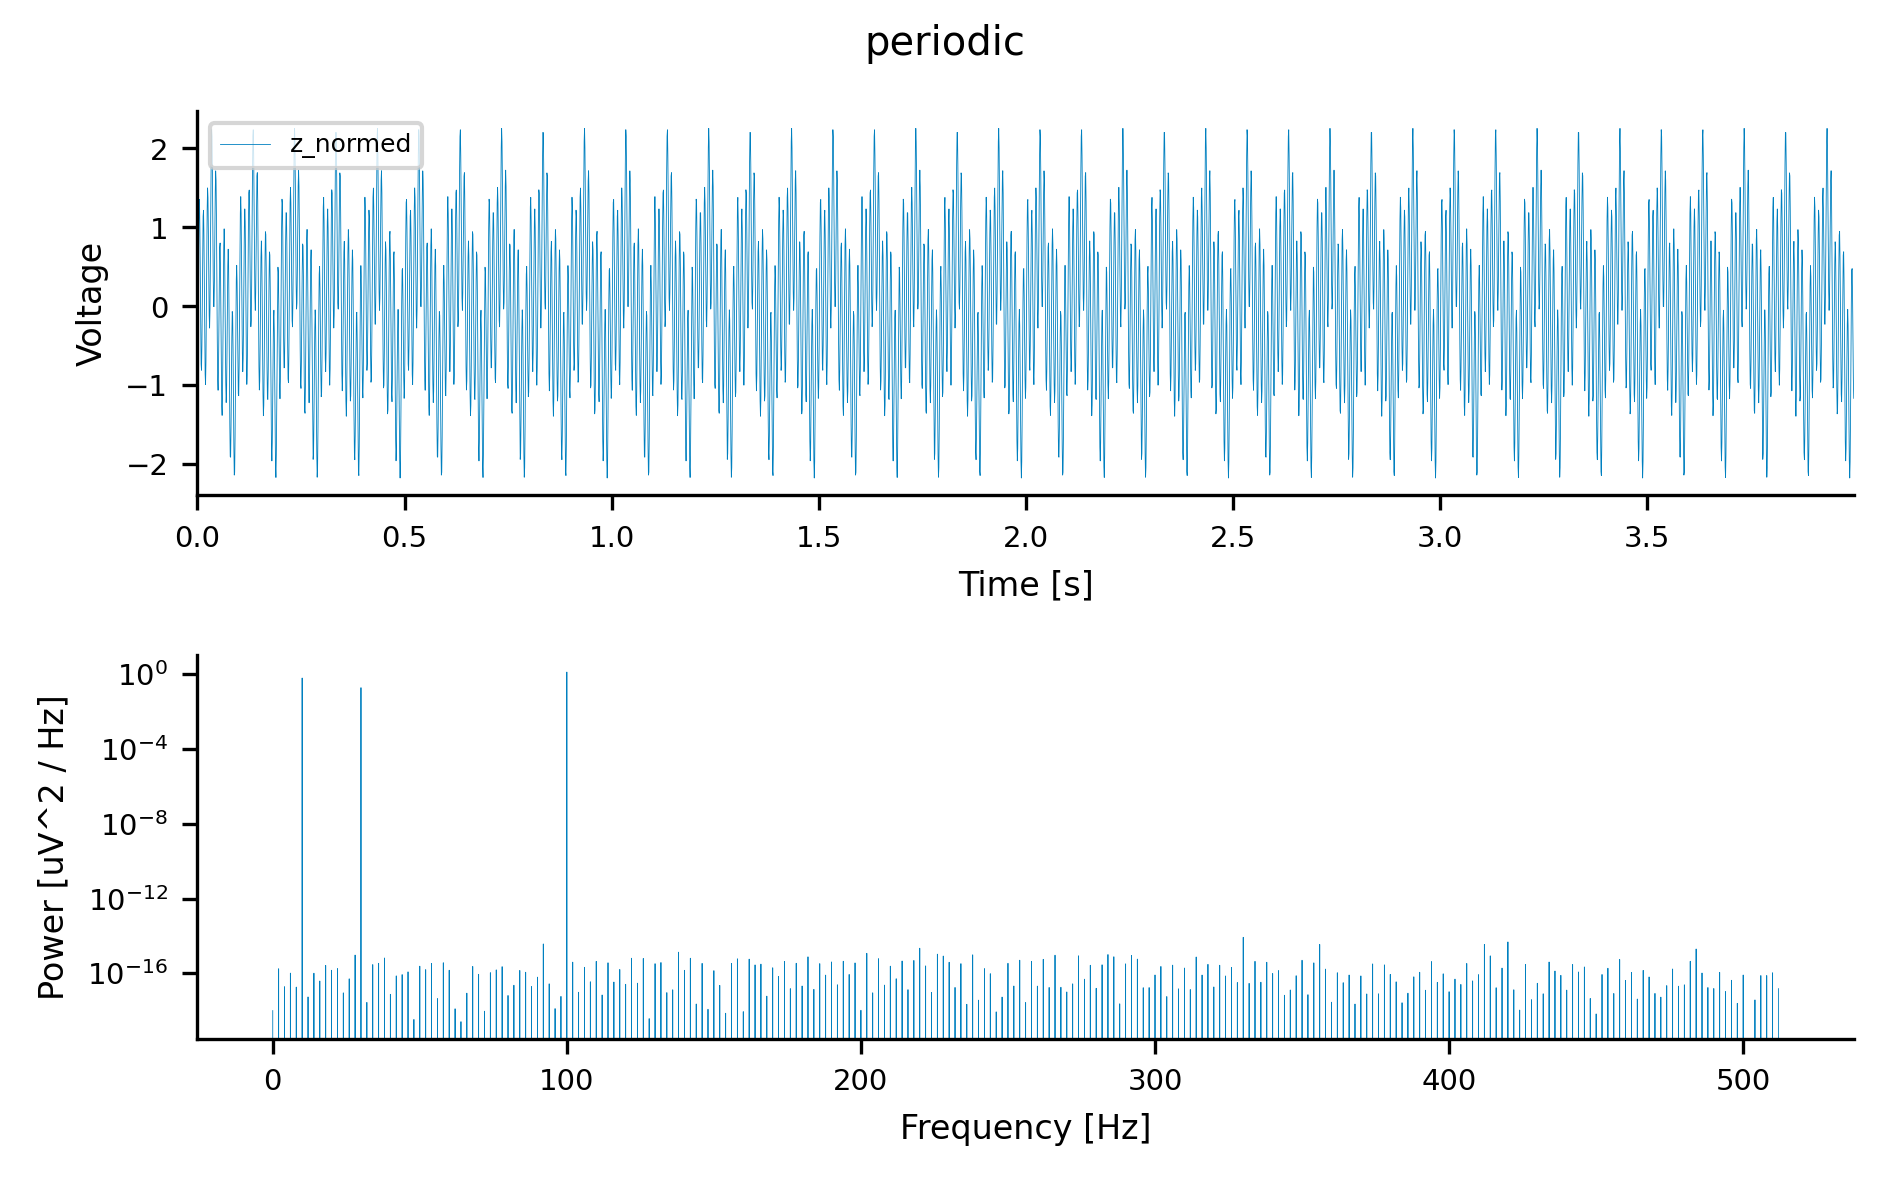 periodic
z_normed
2
1
0
−1
−2
Voltage
0.0 0.5 1.0 1.5 2.0 2.5 3.0 3.5
Time [s]
10^0
10^−4
10^−8
10^−12
10^−16
Power [uV^2 / Hz]
0 100 200 300 400 500
Frequency [Hz]